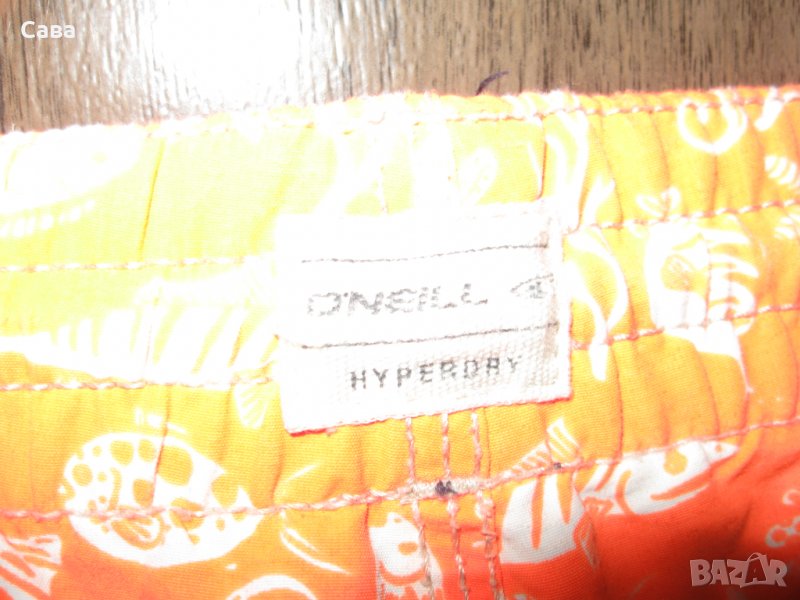 Сава
O'NEILL
HYPERDRY
BAZAR